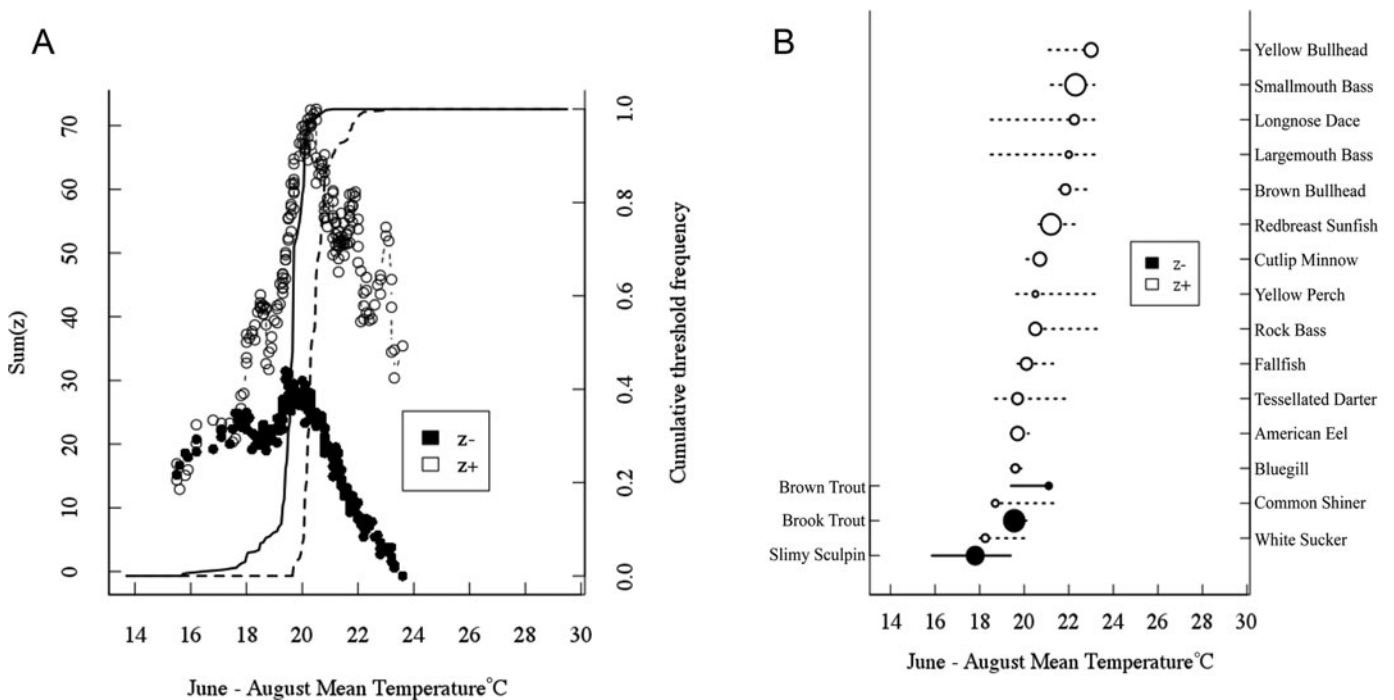 A
Sum(z)
70
60
50
40
30
20
10
0
1.0
0.8
0.6
0.4
0.2
0.0
Cumulative threshold frequency
z-
z+
14 16 18 20 22 24 26 28 30
June - August Mean Temperature°C
B
Yellow Bullhead
Smallmouth Bass
Longnose Dace
Largemouth Bass
Brown Bullhead
Redbreast Sunfish
Cutlip Minnow
Yellow Perch
Rock Bass
Fallfish
Tessellated Darter
American Eel
Bluegill
Common Shiner
White Sucker
Brown Trout
Brook Trout
Slimy Sculpin
z-
z+
14 16 18 20 22 24 26 28 30
June - August Mean Temperature°C